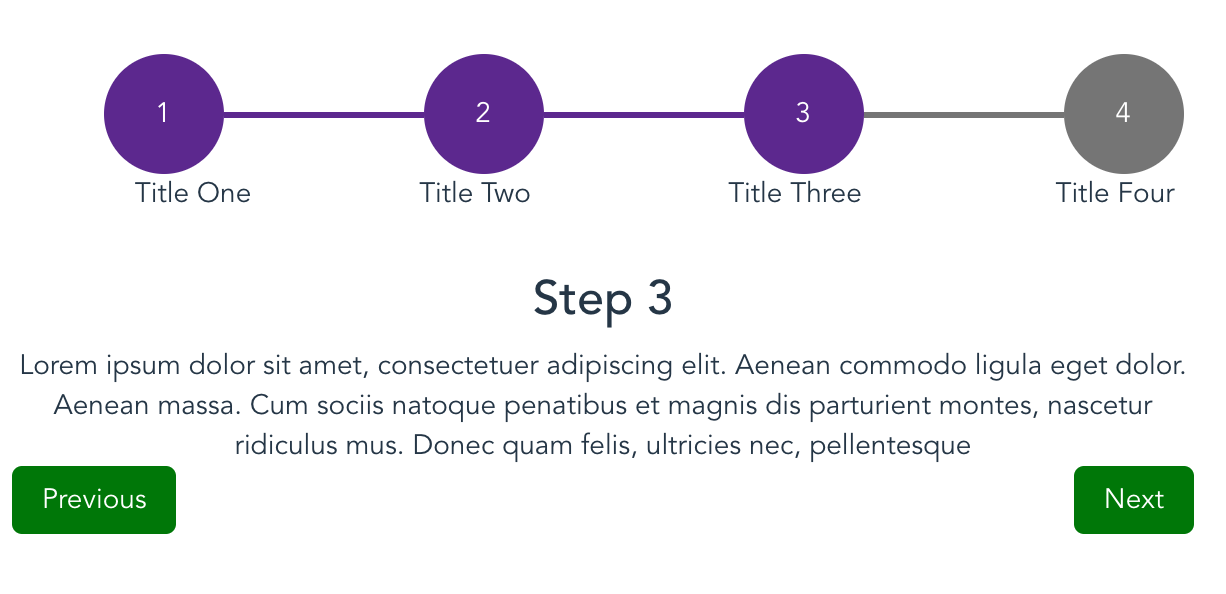 1 2 3 4
Title One Title Two Title Three Title Four
Step 3
Lorem ipsum dolor sit amet, consectetuer adipiscing elit. Aenean commodo ligula eget dolor.
Aenean massa. Cum sociis natoque penatibus et magnis dis parturient montes, nascetur
ridiculus mus. Donec quam felis, ultricies nec, pellentesque
Previous Next